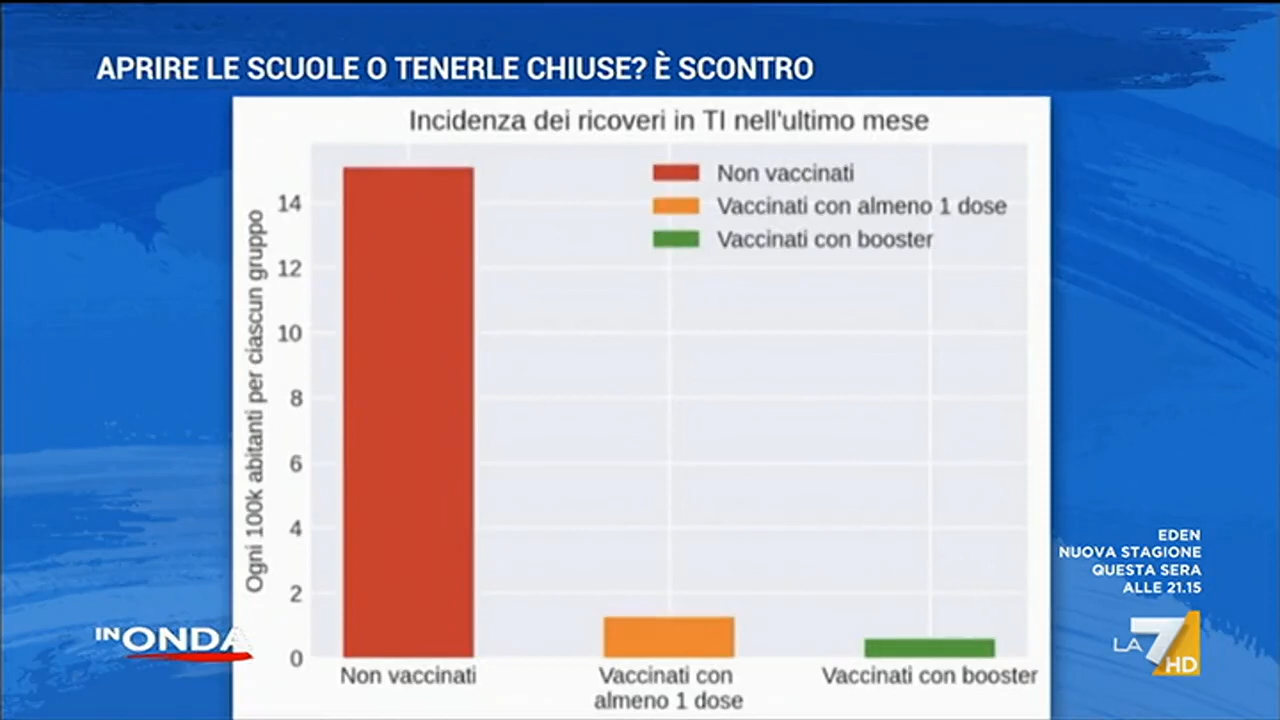 APRIRE LE SCUOLE O TENERLE CHIUSE? È SCONTRO
Incidenza dei ricoveri in TI nell'ultimo mese
Non vaccinati
Vaccinati con almeno 1 dose
Vaccinati con booster
Ogni 100k abitanti per ciascun gruppo
14
12
10
8
6
4
2
0
Non vaccinati
Vaccinati con
almeno 1 dose
Vaccinati con booster
EDEN
NUOVA STAGIONE
QUESTA SERA
ALLE 21.15
IN ONDA
LA 7 HD